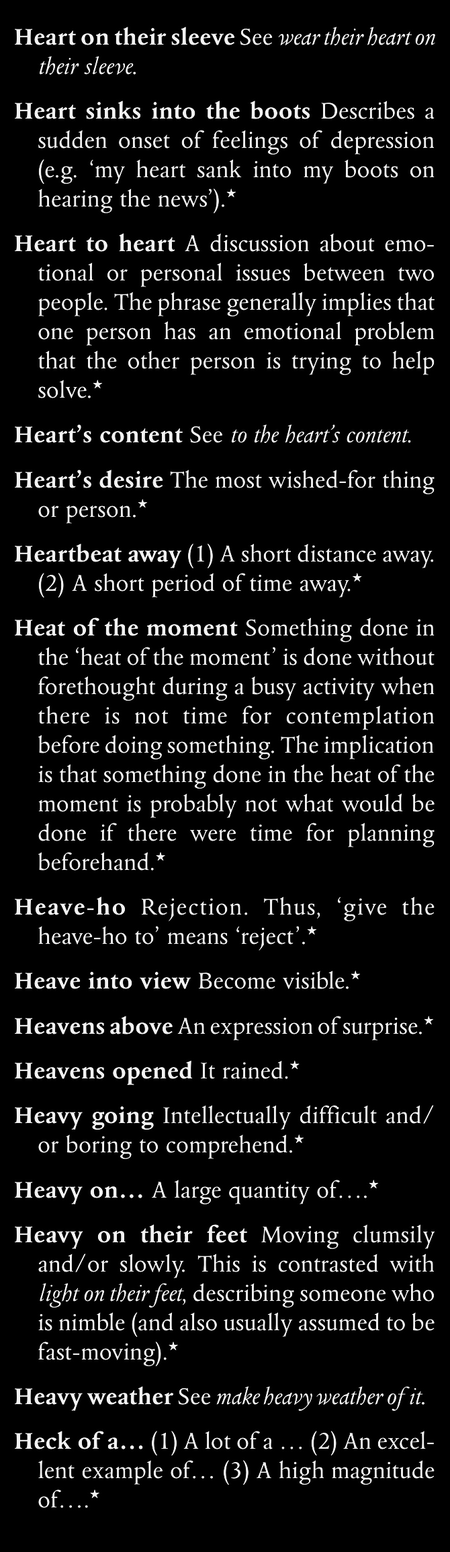 Heart on their sleeve See wear their heart on
their sleeve.
Heart sinks into the boots Describes a
sudden onset of feelings of depression
(e.g. ‘my heart sank into my boots on
hearing the news’).★
Heart to heart A discussion about emo-
tional or personal issues between two
people. The phrase generally implies that
one person has an emotional problem
that the other person is trying to help
solve.★
Heart’s content See to the heart’s content.
Heart’s desire The most wished-for thing
or person.★
Heartbeat away (1) A short distance away.
(2) A short period of time away.★
Heat of the moment Something done in
the ‘heat of the moment’ is done without
forethought during a busy activity when
there is not time for contemplation
before doing something. The implication
is that something done in the heat of the
moment is probably not what would be
done if there were time for planning
beforehand.★
Heave-ho Rejection. Thus, ‘give the
heave-ho to’ means ‘reject’.★
Heave into view Become visible.★
Heavens above An expression of surprise.★
Heavens opened It rained.★
Heavy going Intellectually difficult and/
or boring to comprehend.★
Heavy on… A large quantity of….★
Heavy on their feet Moving clumsily
and/or slowly. This is contrasted with
light on their feet, describing someone who
is nimble (and also usually assumed to be
fast-moving).★
Heavy weather See make heavy weather of it.
Heck of a… (1) A lot of a … (2) An excel-
lent example of… (3) A high magnitude
of….★